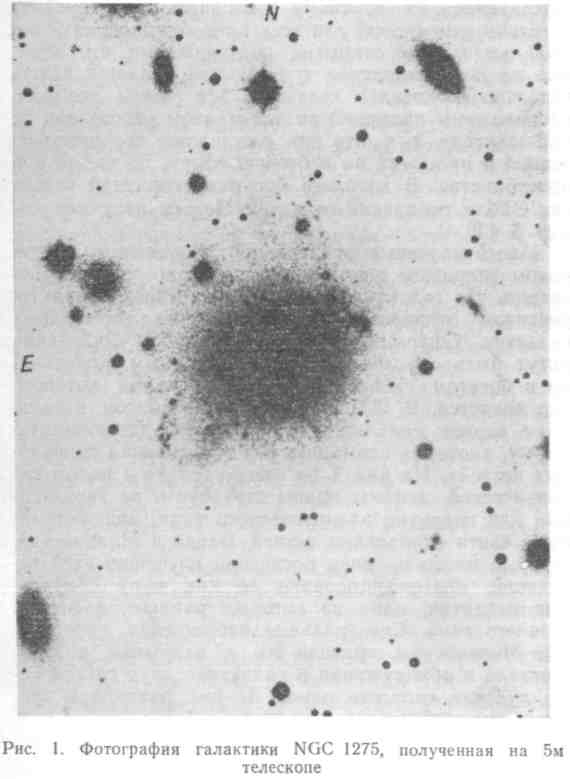 N
E
Рис. 1. Фотография галактики NGC 1275, полученная на 5м
телескопе